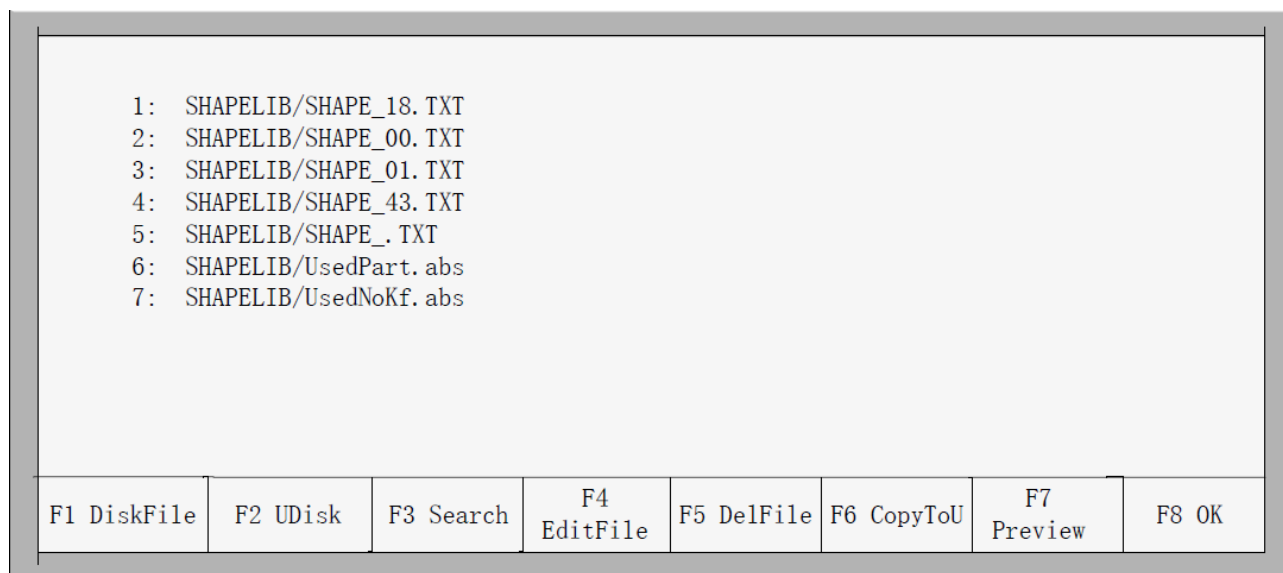 1: SHAPELIB/SHAPE_18.TXT
2: SHAPELIB/SHAPE_00.TXT
3: SHAPELIB/SHAPE_01.TXT
4: SHAPELIB/SHAPE_43.TXT
5: SHAPELIB/SHAPE_.TXT
6: SHAPELIB/UsedPart.abs
7: SHAPELIB/UsedNoKf.abs
F1 DiskFile
F2 UDisk
F3 Search
F4
EditFile
F5 DelFile
F6 CopyToU
F7
Preview
F8 OK